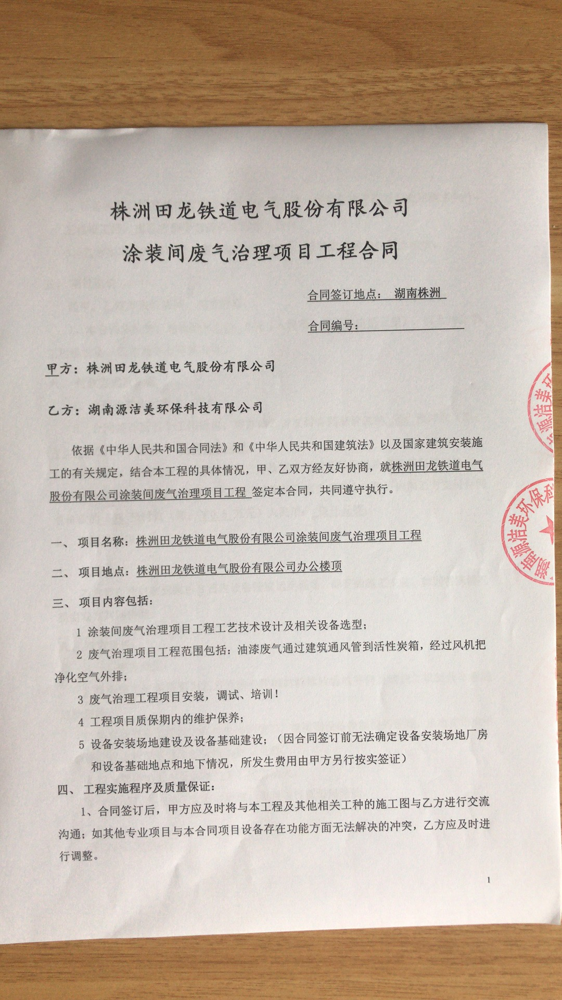 株洲田龙铁道电气股份有限公司
涂装间废气治理项目工程合同
合同签订地点： 湖南株洲
合同编号：
甲方：株洲田龙铁道电气股份有限公司
乙方：湖南源洁美环保科技有限公司
依据《中华人民共和国合同法》和《中华人民共和国建筑法》以及国家建筑安装施
工的有关规定，结合本工程的具体情况，甲、乙双方经友好协商，就株洲田龙铁道电气
股份有限公司涂装间废气治理项目工程 签定本合同，共同遵守执行。
一、 项目名称：株洲田龙铁道电气股份有限公司涂装间废气治理项目工程
二、 项目地点：株洲田龙铁道电气股份有限公司办公楼顶
三、 项目内容包括：
1 涂装间废气治理项目工程工艺技术设计及相关设备选型；
2 废气治理项目工程范围包括：油漆废气通过建筑通风管到活性炭箱，经过风机把
净化空气外排；
3 废气治理工程项目安装，调试、培训！
4 工程项目质保期内的维护保养；
5 设备安装场地建设及设备基础建设；（因合同签订前无法确定设备安装场地厂房
和设备基础地点和地下情况，所发生费用由甲方另行按实签证）
四、 工程实施程序及质量保证：
1、合同签订后，甲方应及时将与本工程及其他相关工种的施工图与乙方进行交流
沟通；如其他专业项目与本合同项目设备存在功能方面无法解决的冲突，乙方应及时进
行调整。
1
源洁美环
湖南源洁美环保科